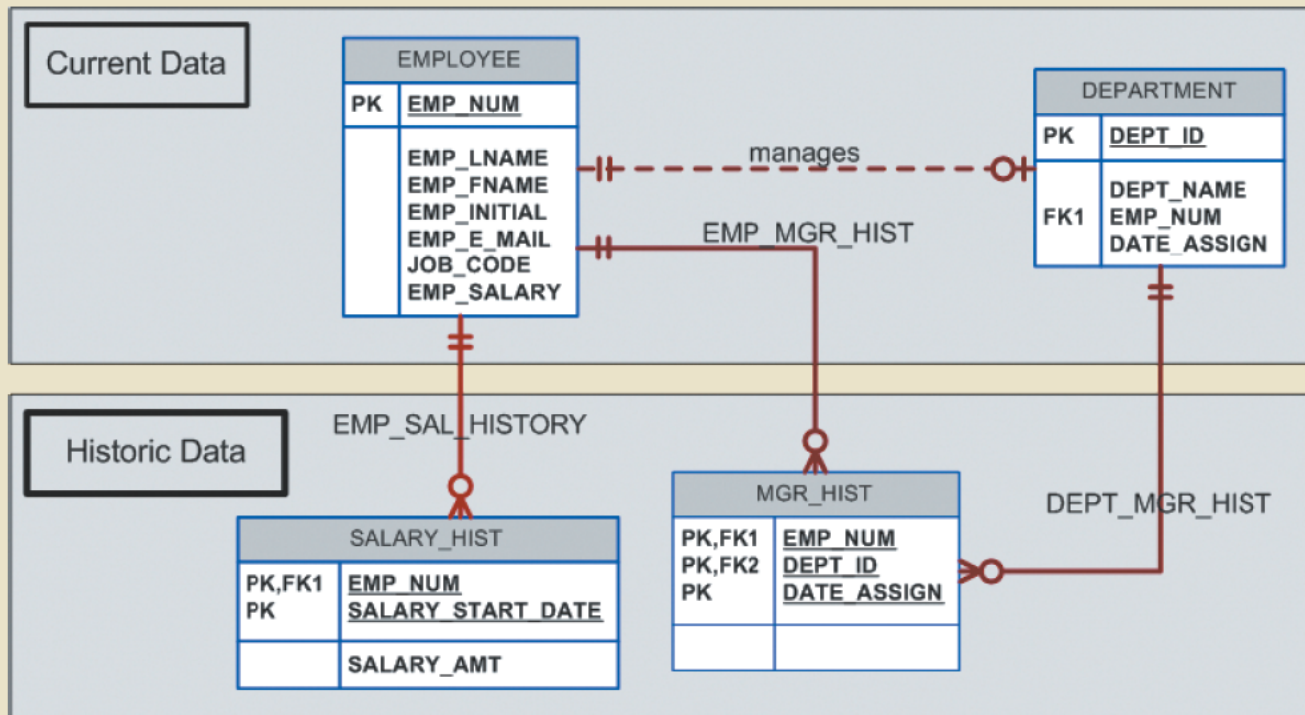 Current Data
EMPLOYEE
PK EMP_NUM
EMP_LNAME
EMP_FNAME
EMP_INITIAL
EMP_E_MAIL
JOB_CODE
EMP_SALARY
manages
DEPARTMENT
PK DEPT_ID
DEPT_NAME
FK1 EMP_NUM
DATE_ASSIGN
EMP_MGR_HIST
Historic Data
EMP_SAL_HISTORY
SALARY_HIST
PK,FK1 EMP_NUM
PK SALARY_START_DATE
SALARY_AMT
MGR_HIST
PK,FK1 EMP_NUM
PK,FK2 DEPT_ID
PK DATE_ASSIGN
DEPT_MGR_HIST